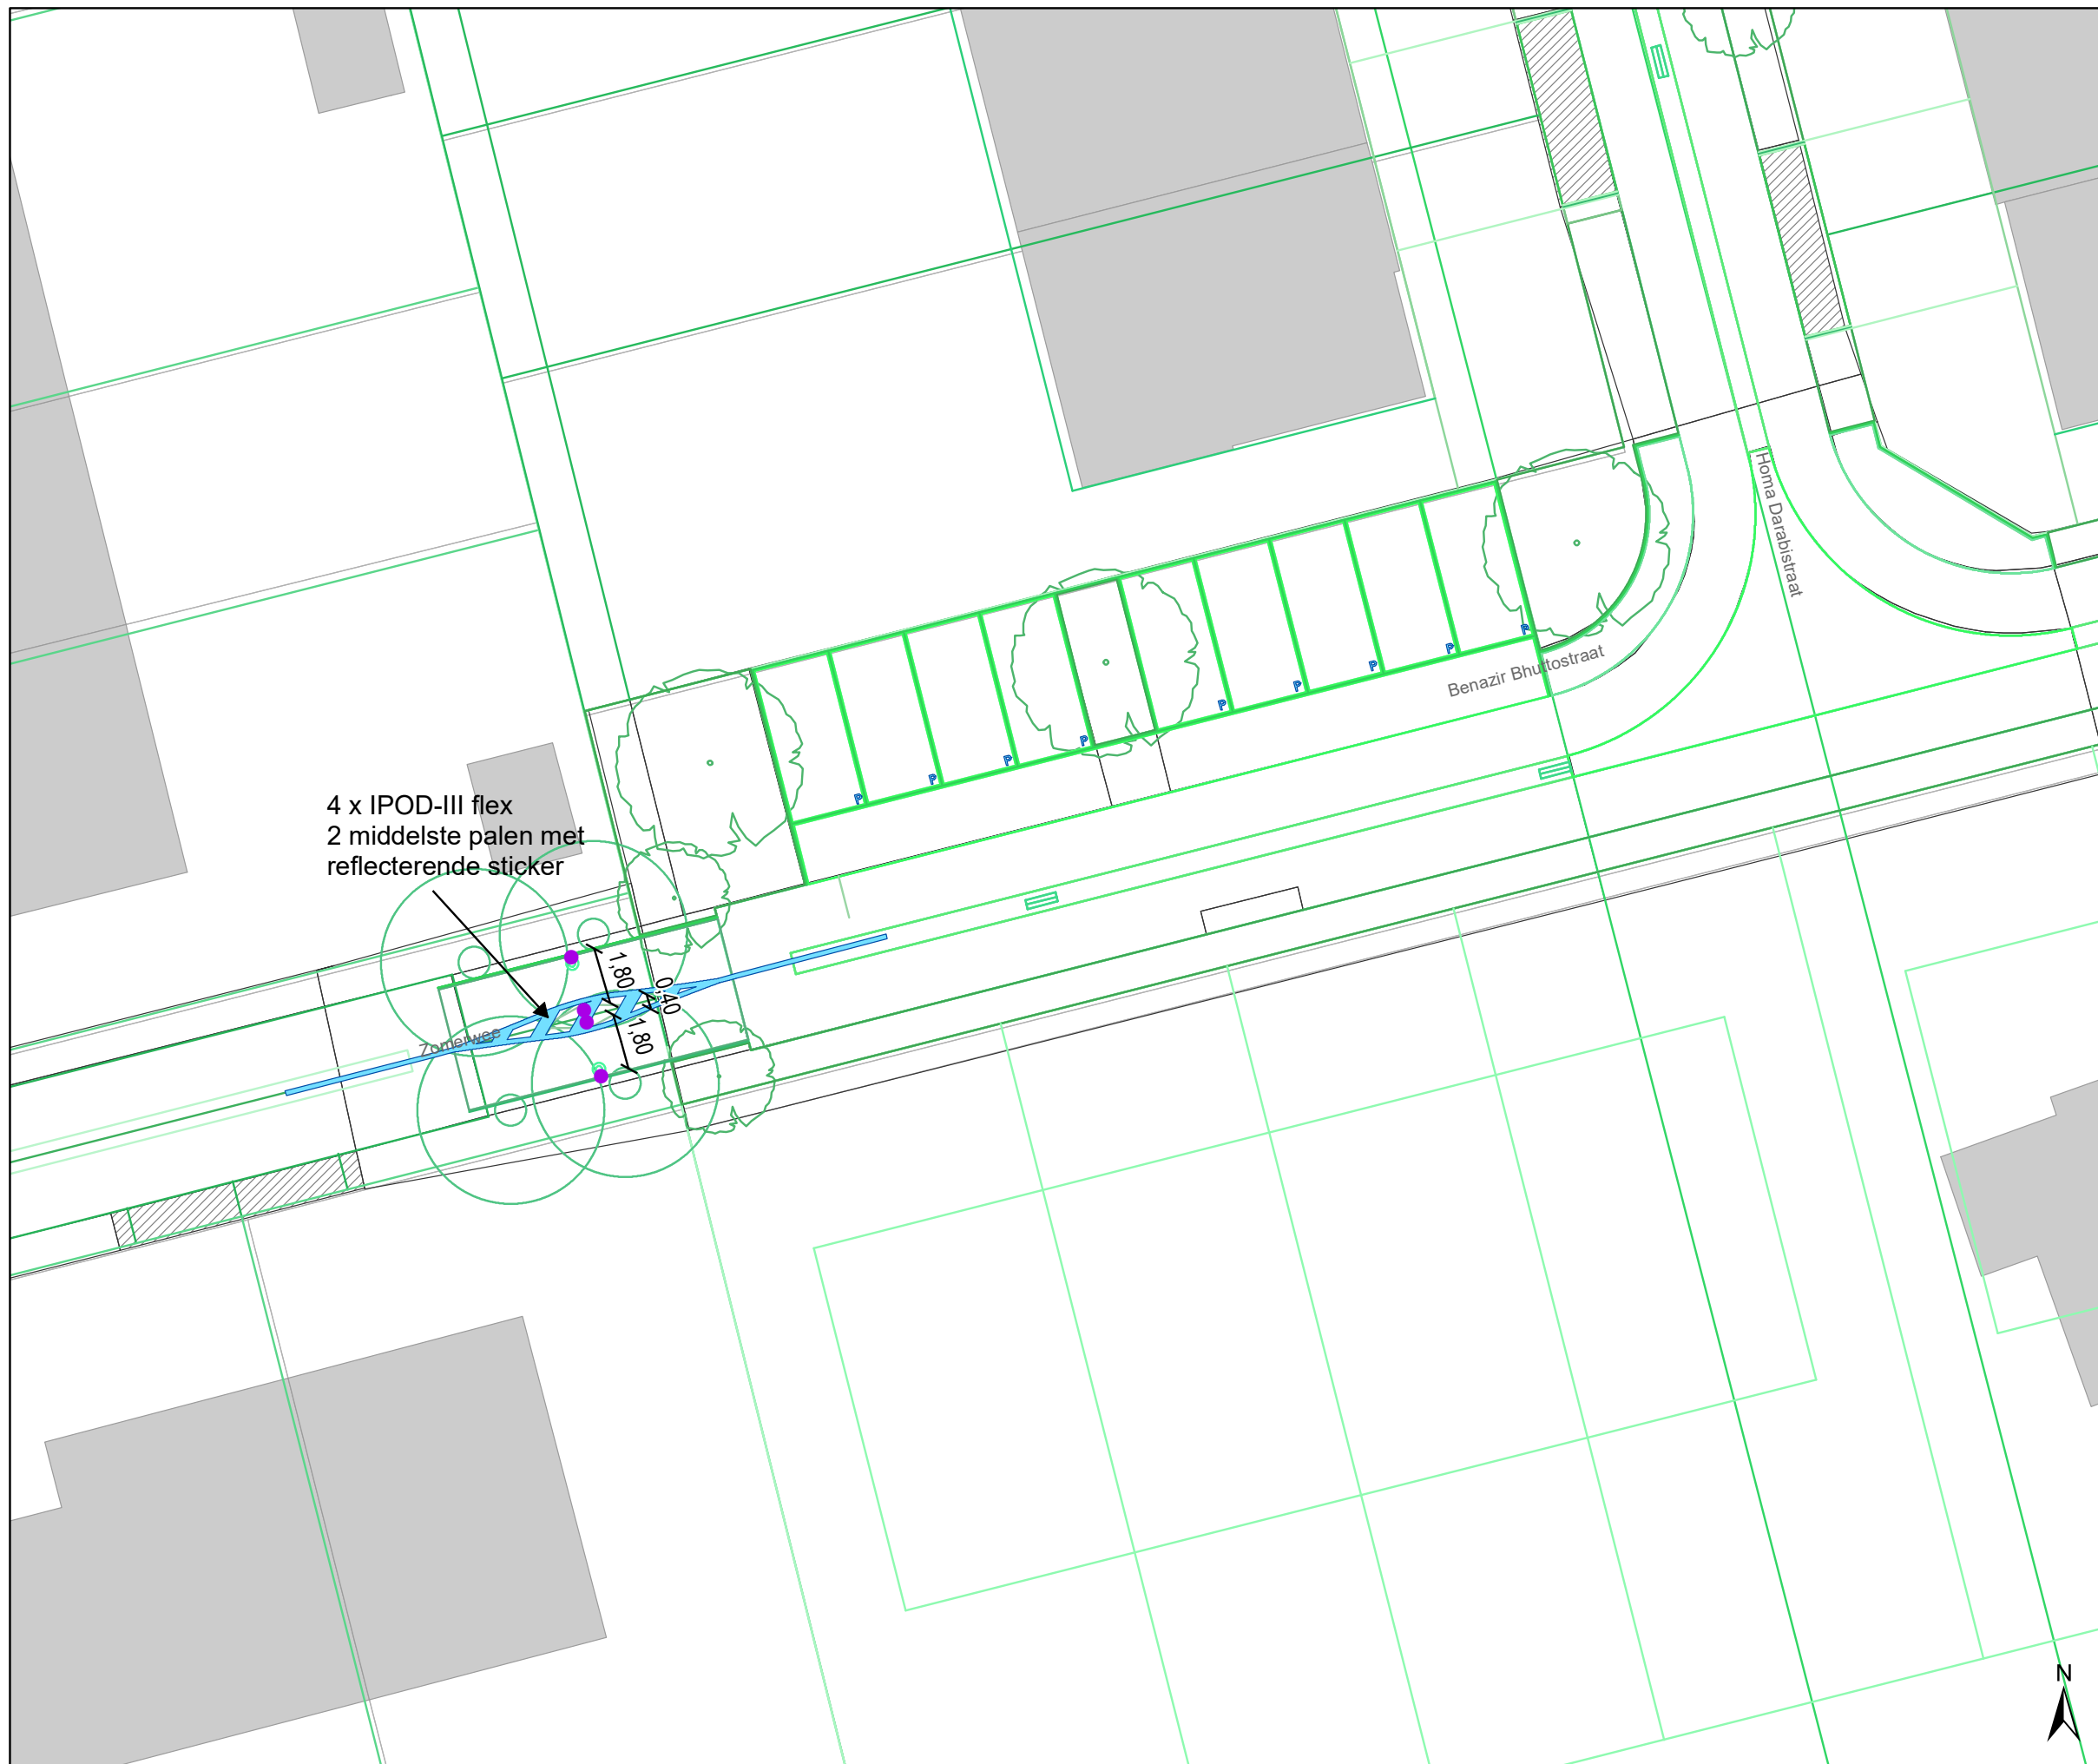 Homa Darabistraat
Benazir Bhuttostraat
P
P
P
P
P
P
P
P
4 x IPOD-III flex
2 middelste palen met
reflecterende sticker
1,80
0,40
1,80
Zomerweg
N